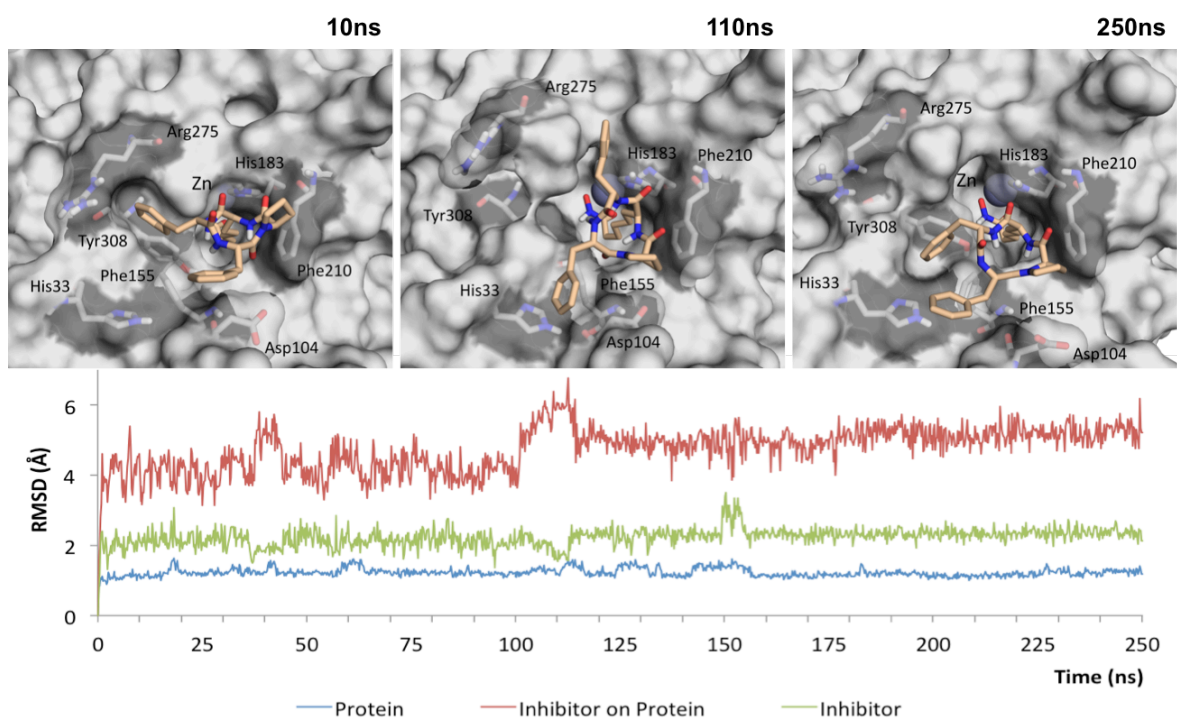 10ns
110ns
250ns
Arg275
His183
Zn
Tyr308
Phe155
Phe210
His33
Asp104
Arg275
His183
Phe210
Tyr308
His33
Phe155
Asp104
Arg275
His183
Phe210
Zn
Tyr308
His33
Phe155
Asp104
RMSD (Å)
6
4
2
0
0 25 50 75 100 125 150 175 200 225 250
Time (ns)
Protein Inhibitor on Protein Inhibitor